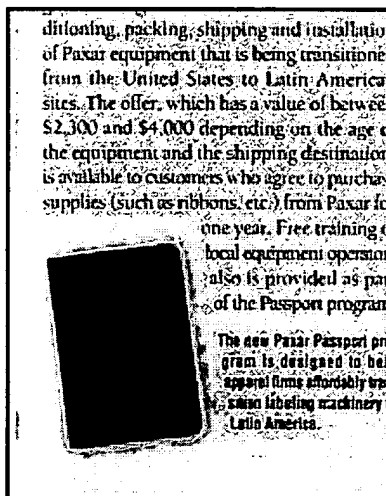 ditioning, packing, shipping and installatio
of Paxar equipment that is being transitione
from the United States to Latin America
sites. The offer, which has a value of betwee
$2,300 and $4,000 depending on the age o
the equipment and the shipping destination
is available to customers who agree to purcha
supplies (such as ribbons, etc.) from Paxar fo
one year. Free training o
local equipment operator
also is provided as par
of the Passport program
The new Paxar Passport pro
gram is designed to hel
apparel firms affordably tra
labeling machinery
Latin America.